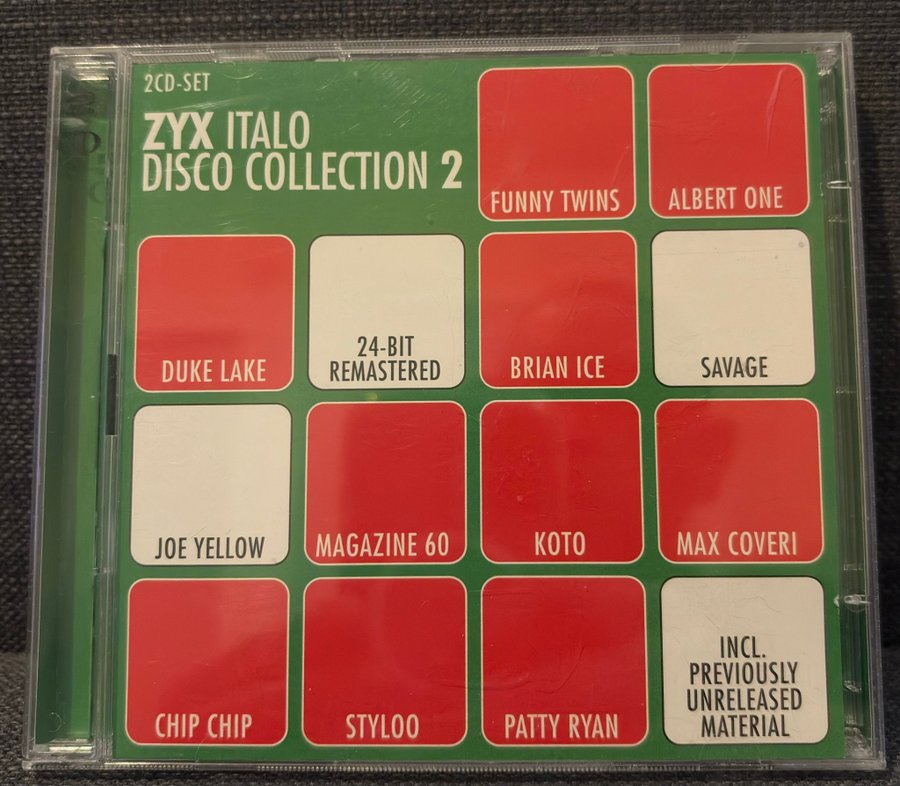 2CD-SET
ZYX ITALO
DISCO COLLECTION 2
FUNNY TWINS
ALBERT ONE
DUKE LAKE
24-BIT
REMASTERED
BRIAN ICE
SAVAGE
JOE YELLOW
MAGAZINE 60
KOTO
MAX COVERI
CHIP CHIP
STYLOO
PATTY RYAN
INCL.
PREVIOUSLY
UNRELEASED
MATERIAL